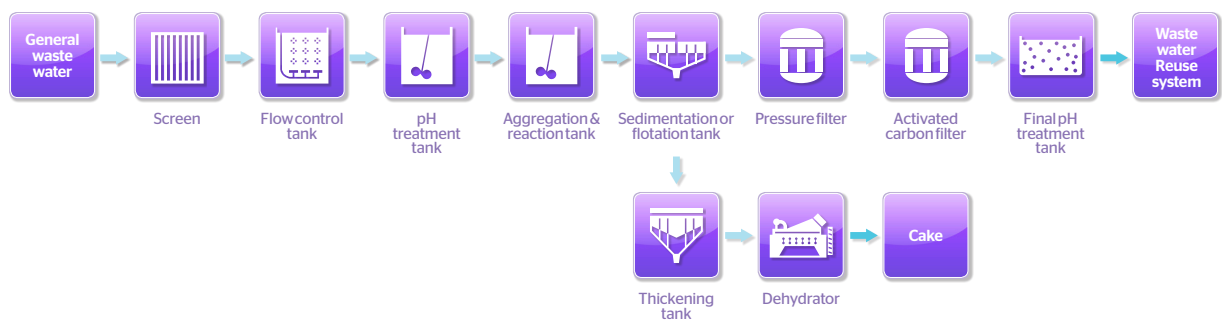 General
waste
water
Screen
Flow control
tank
pH
treatment
tank
Aggregation &
reaction tank
Sedimentation or
flotation tank
Pressure filter
Activated
carbon filter
Final pH
treatment
tank
Waste
water
Reuse
system
Thickening
tank
Dehydrator
Cake